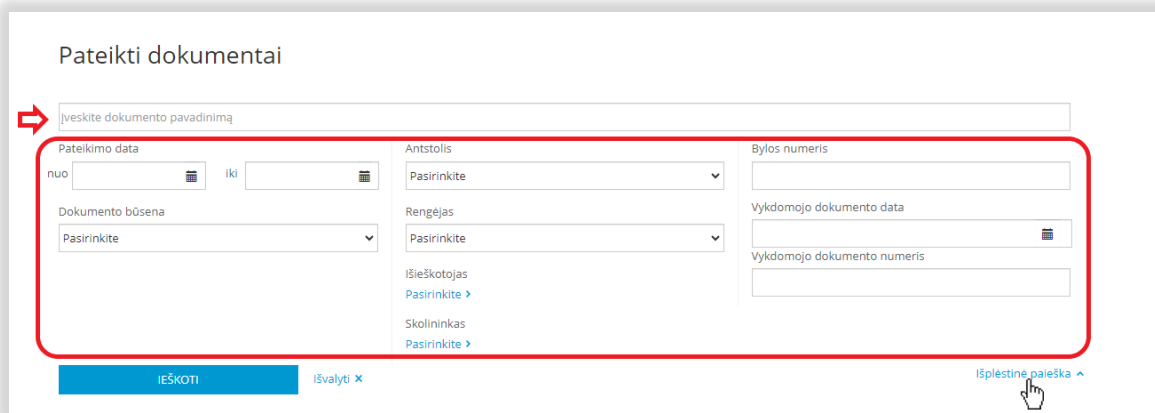 Pateikti dokumentai
Įveskite dokumento pavadinimą
Pateikimo data
nuo
iki
Dokumento būsena
Pasirinkite
Antstolis
Pasirinkite
Rengėjas
Pasirinkite
Išieškotojas
Pasirinkite
Skolininkas
Pasirinkite
Bylos numeris
Vykdomojo dokumento data
Vykdomojo dokumento numeris
IEŠKOTI
Išvalyti ×
Išplėstinė paieška